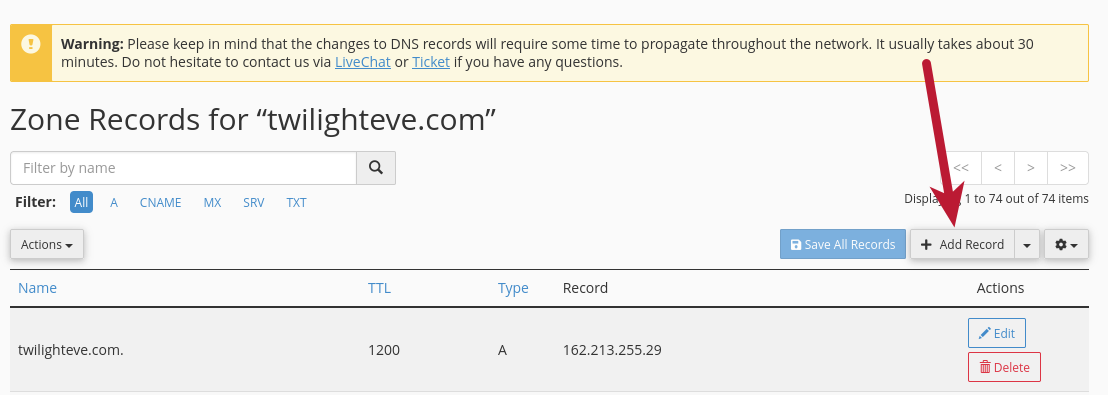 Warning: Please keep in mind that the changes to DNS records will require some time to propagate throughout the network. It usually takes about 30
minutes. Do not hesitate to contact us via LiveChat or Ticket if you have any questions.
Zone Records for “twilighteve.com”
Filter by name
<< < > >>
Filter: All A CNAME MX SRV TXT
1 to 74 out of 74 items
Actions
Save All Records
Add Record
Name TTL Type Record Actions
twilighteve.com. 1200 A 162.213.255.29
Edit
Delete